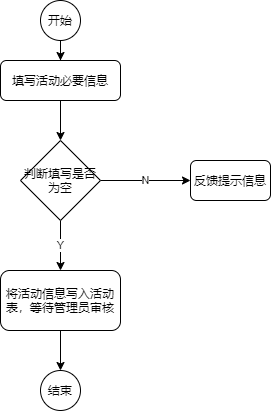 开始
填写活动必要信息
判断填写是否
为空
N
反馈提示信息
Y
将活动信息写入活动
表，等待管理员审核
结束